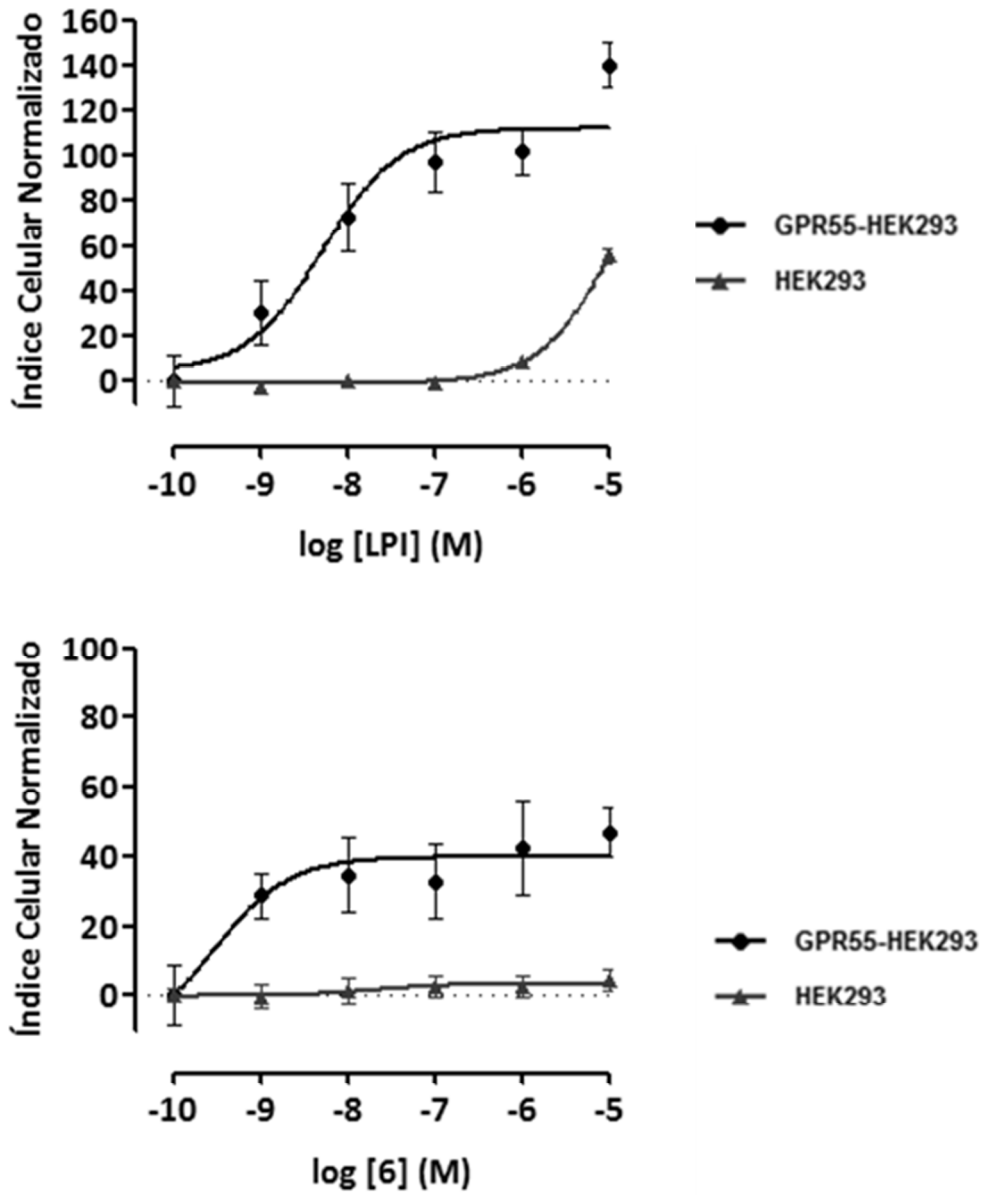 Índice Celular Normalizado
160
140
120
100
80
60
40
20
0
-10 -9 -8 -7 -6 -5
log [LPI] (M)
GPR55-HEK293
HEK293
Índice Celular Normalizado
100
80
60
40
20
0
-10 -9 -8 -7 -6 -5
log [6] (M)
GPR55-HEK293
HEK293